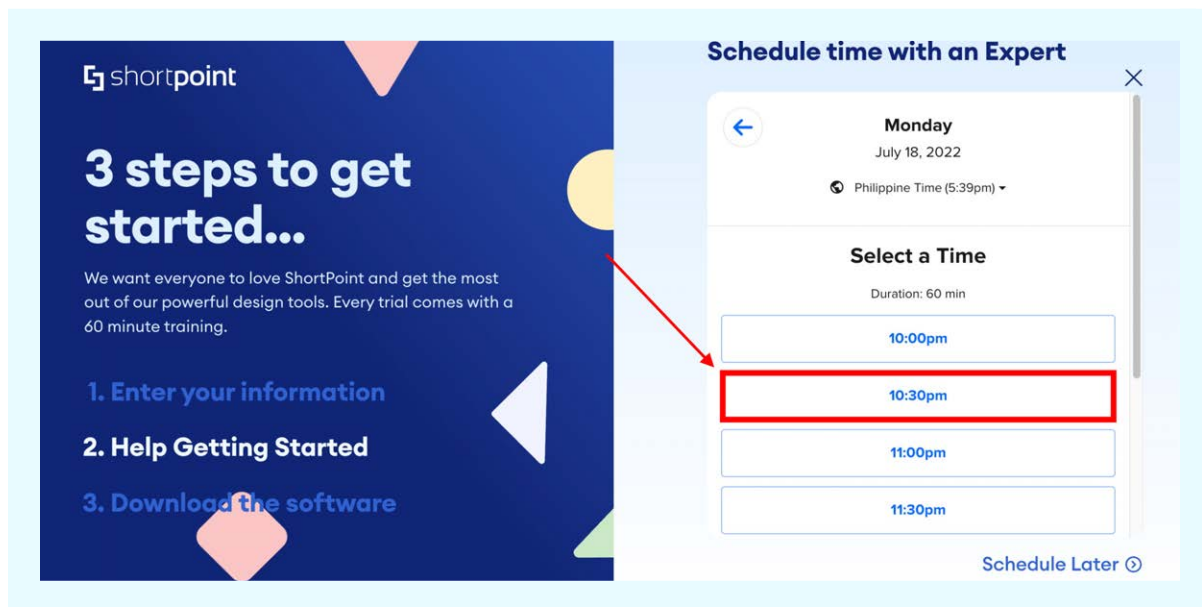 shortpoint
3 steps to get
started...
We want everyone to love ShortPoint and get the most
out of our powerful design tools. Every trial comes with a
60 minute training.
1. Enter your information
2. Help Getting Started
3. Download the software
Schedule time with an Expert
Monday
July 18, 2022
Philippine Time (5:39pm)
Select a Time
Duration: 60 min
10:00pm
10:30pm
11:00pm
11:30pm
Schedule Later